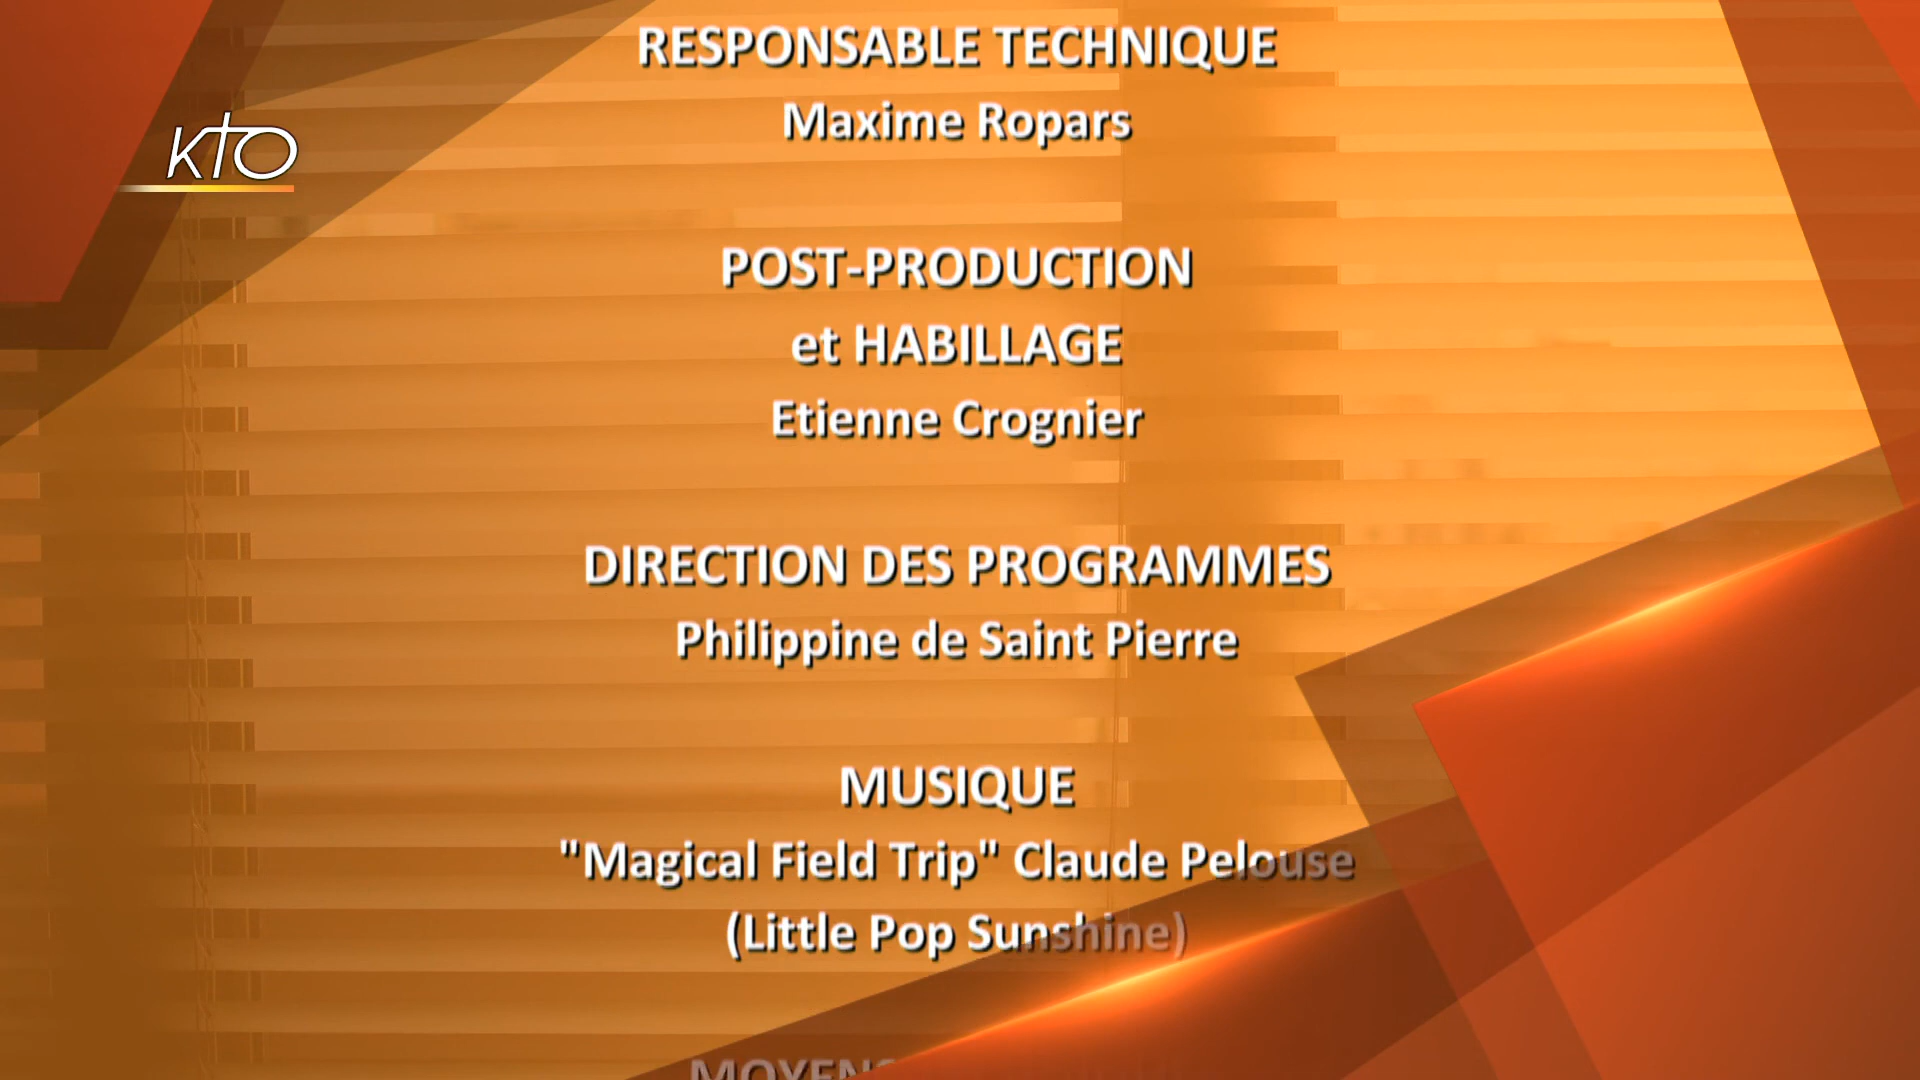 RESPONSABLE TECHNIQUE
Maxime Ropars
KTO
POST-PRODUCTION
et HABILLAGE
Etienne Crognier
DIRECTION DES PROGRAMMES
Philippine de Saint Pierre
MUSIQUE
"Magical Field Trip" Claude Pelouse
(Little Pop Sunshine)